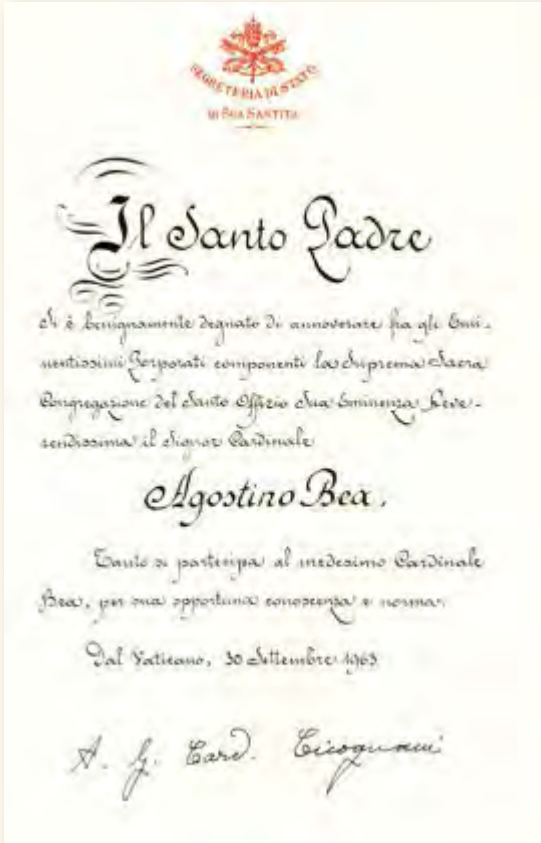 SEGRETERIA DI STATO
DI SUA SANTITÀ
Il Santo Padre
Si è benignamente degnato di annoverare fra gli Emi-
nentissimi Porporati componenti la Suprema Sacra
Congregazione del Santo Offizio Sua Eminenza Reve-
rendissima il Signor Cardinale
Agostino Bea.
Tanto si partecipa al medesimo Cardinale
Bea, per sua opportuna conoscenza e norma.
Dal Vaticano, 30 Settembre 1963
A. G. Card. Cicognani